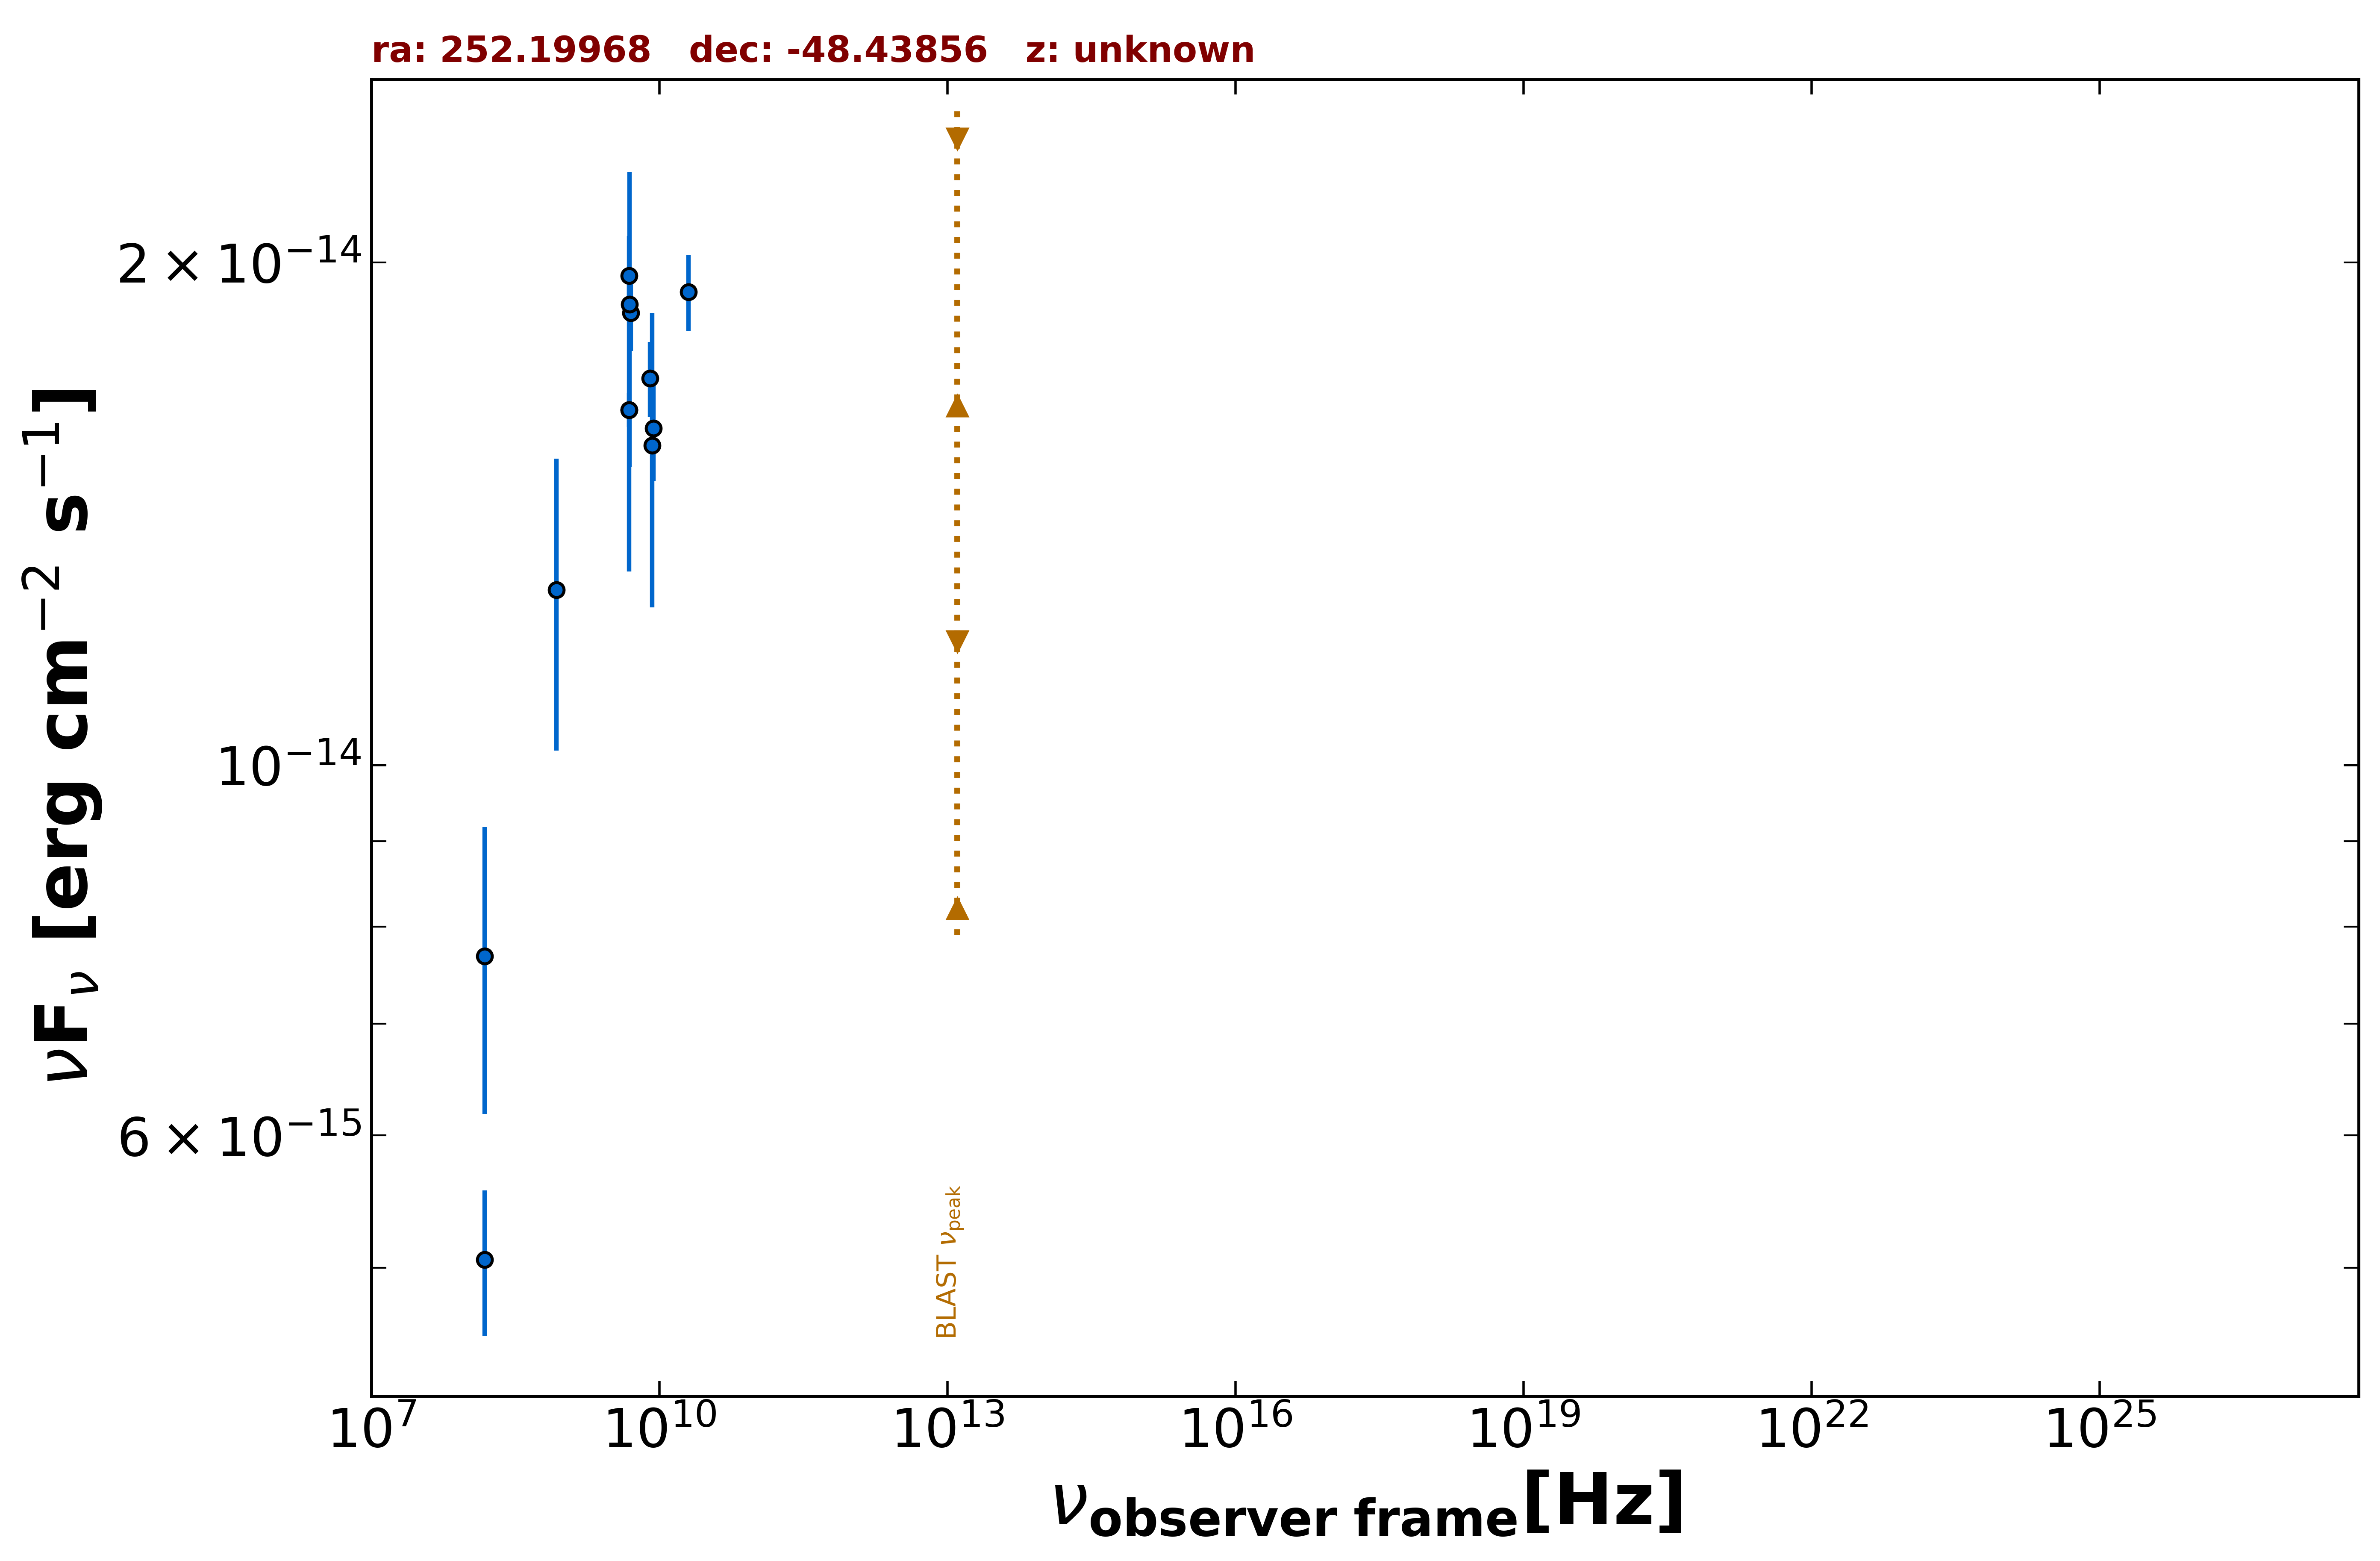 ra: 252.19968 dec: -48.43856 z: unknown
νF_ν [erg cm⁻² s⁻¹]
2 × 10⁻¹⁴
10⁻¹⁴
6 × 10⁻¹⁵
BLAST ν_peak
10⁷ 10¹⁰ 10¹³ 10¹⁶ 10¹⁹ 10²² 10²⁵
ν_observer frame [Hz]